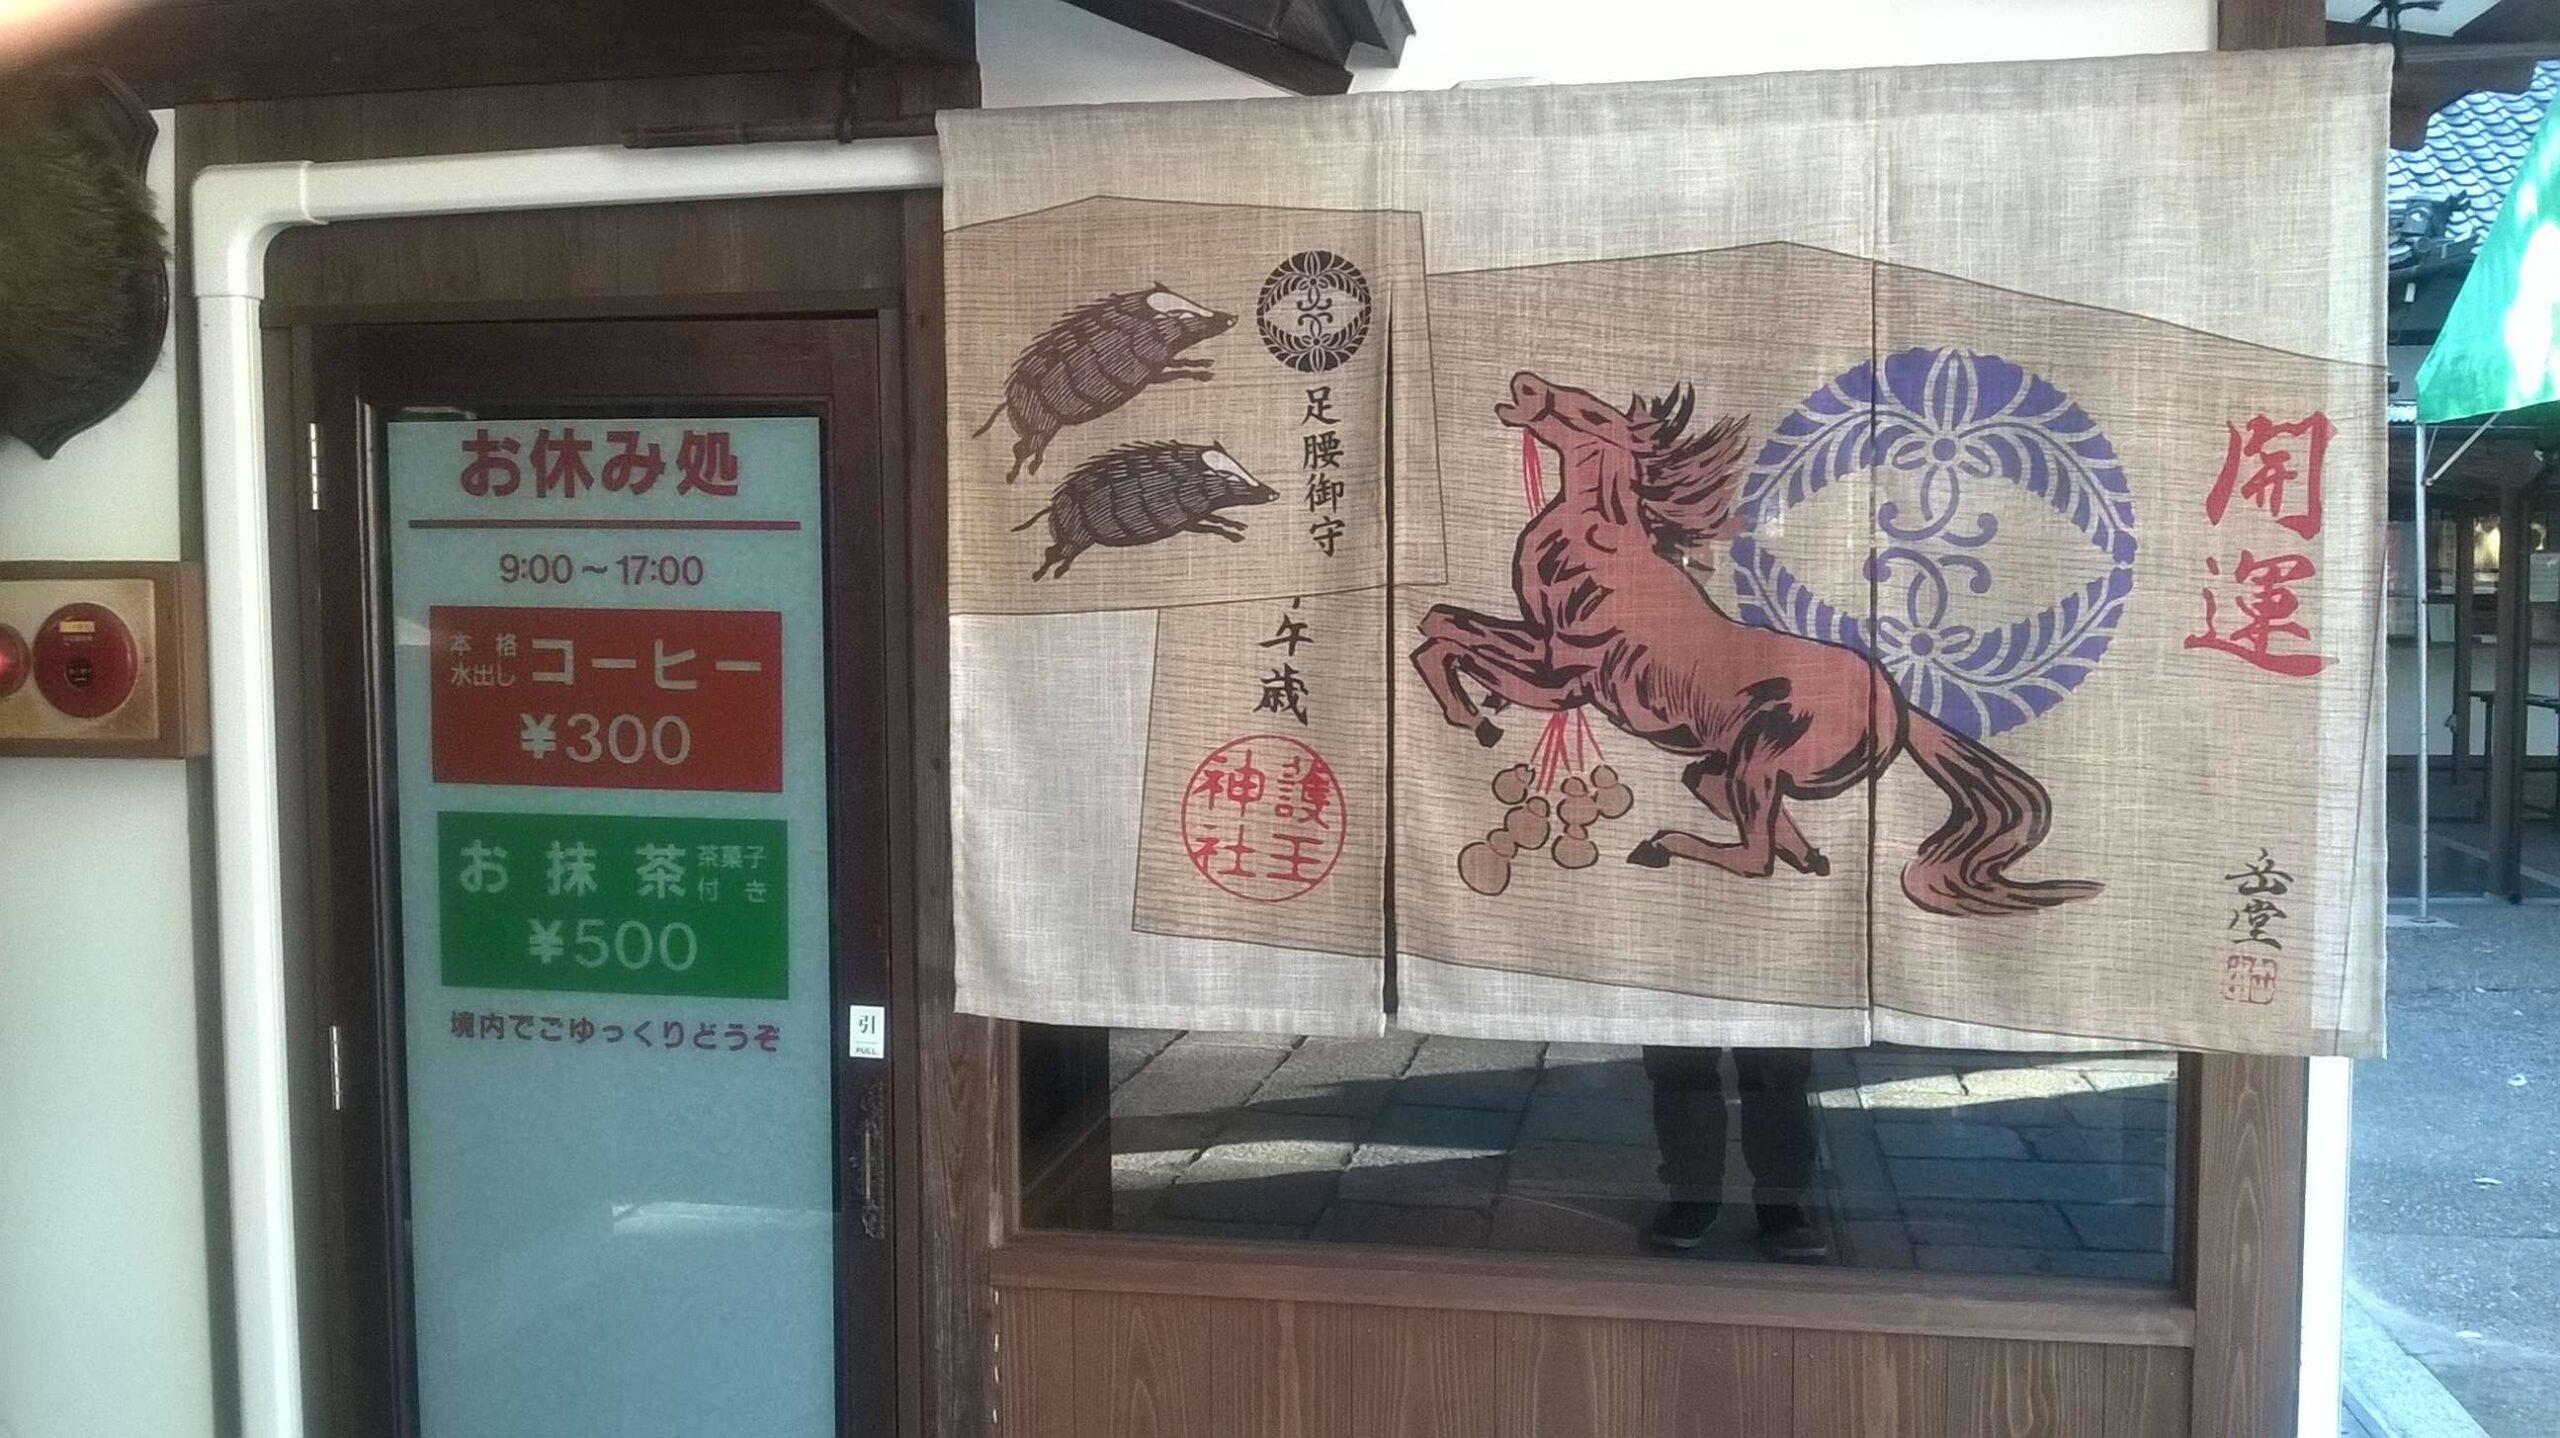 お休み処
9:00～17:00
本格
水出し
コーヒー
¥300
お抹茶
茶菓子
付き
¥500
境内でごゆっくりどうぞ
引
PULL
足腰御守
午歳
護王
神社
開運
岳堂